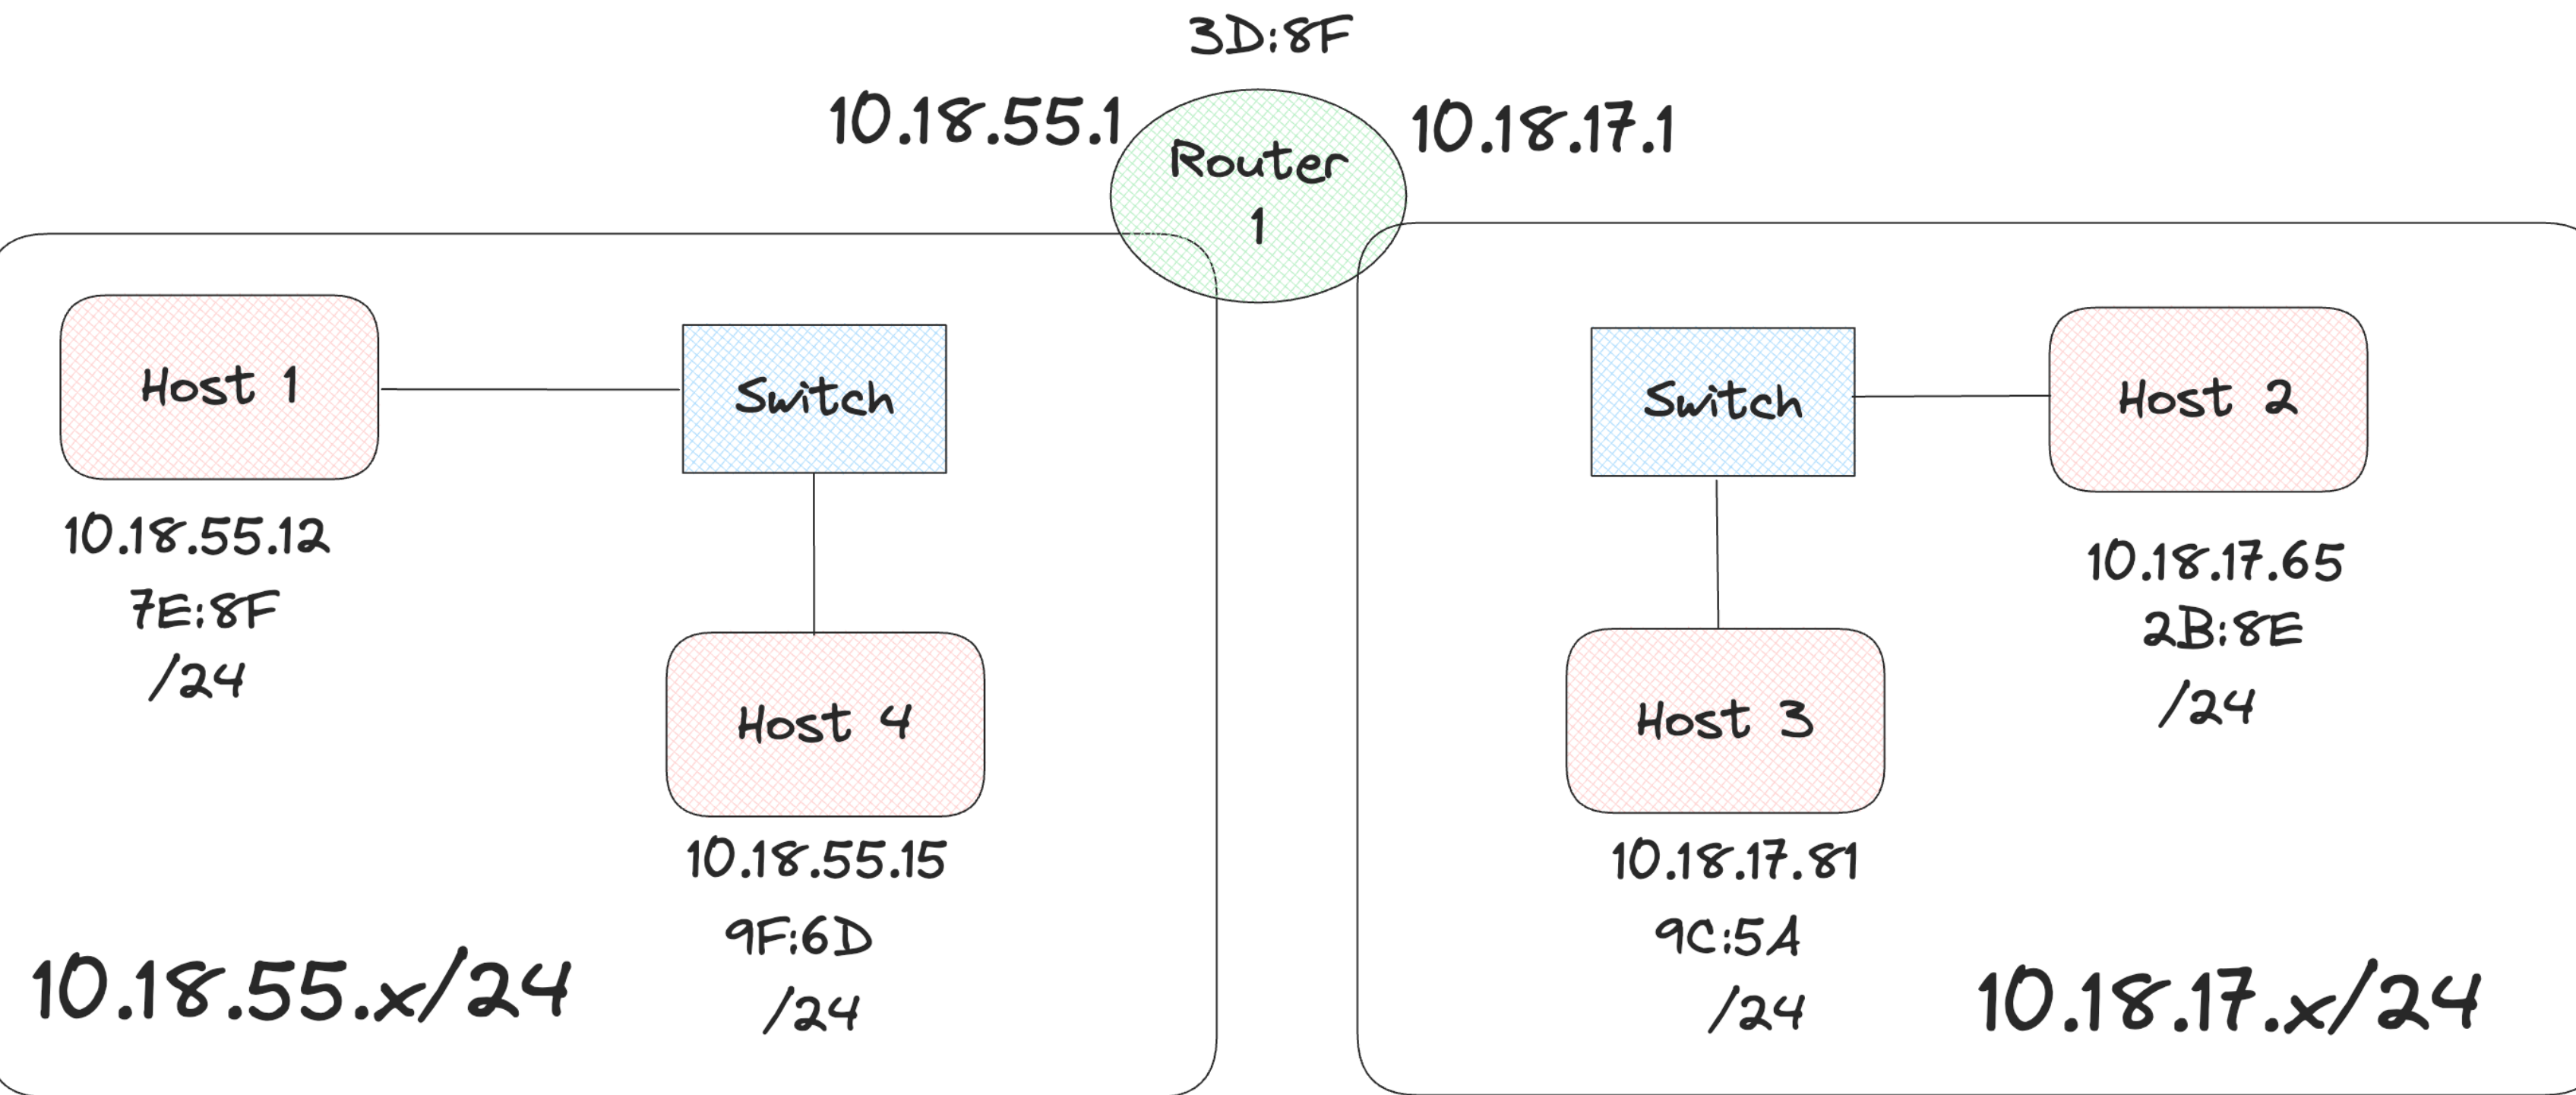 3D:8F
10.18.55.1
10.18.17.1
Router
1
Host 1
Switch
Switch
Host 2
10.18.55.12
7E:8F
/24
10.18.17.65
2B:8E
/24
Host 4
Host 3
10.18.55.15
9F:6D
/24
10.18.17.81
9C:5A
/24
10.18.55.x/24
10.18.17.x/24